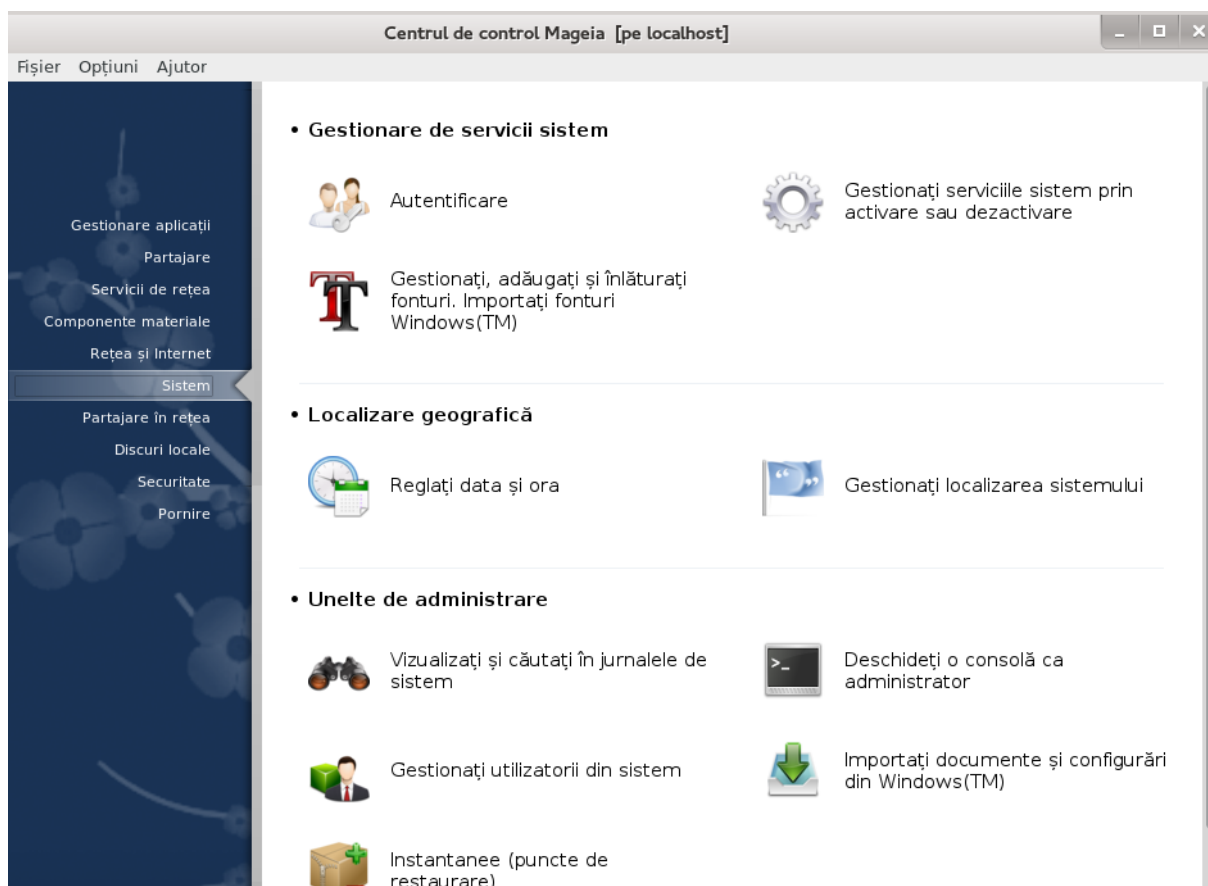 Centrul de control Mageia [pe localhost]
Fișier Opțiuni Ajutor
Gestionare aplicații
Partajare
Servicii de rețea
Componente materiale
Rețea și Internet
Sistem
Partajare în rețea
Discuri locale
Securitate
Pornire
• Gestionare de servicii sistem
Autentificare
Gestionați serviciile sistem prin
activare sau dezactivare
Gestionați, adăugați și înlăturați
fonturi. Importați fonturi
Windows(TM)
• Localizare geografică
Reglați data și ora
Gestionați localizarea sistemului
• Unelte de administrare
Vizualizați și căutați în jurnalele de
sistem
Deschideți o consolă ca
administrator
Gestionați utilizatorii din sistem
Importați documente și configurări
din Windows(TM)
Instantanee (puncte de
restaurare)